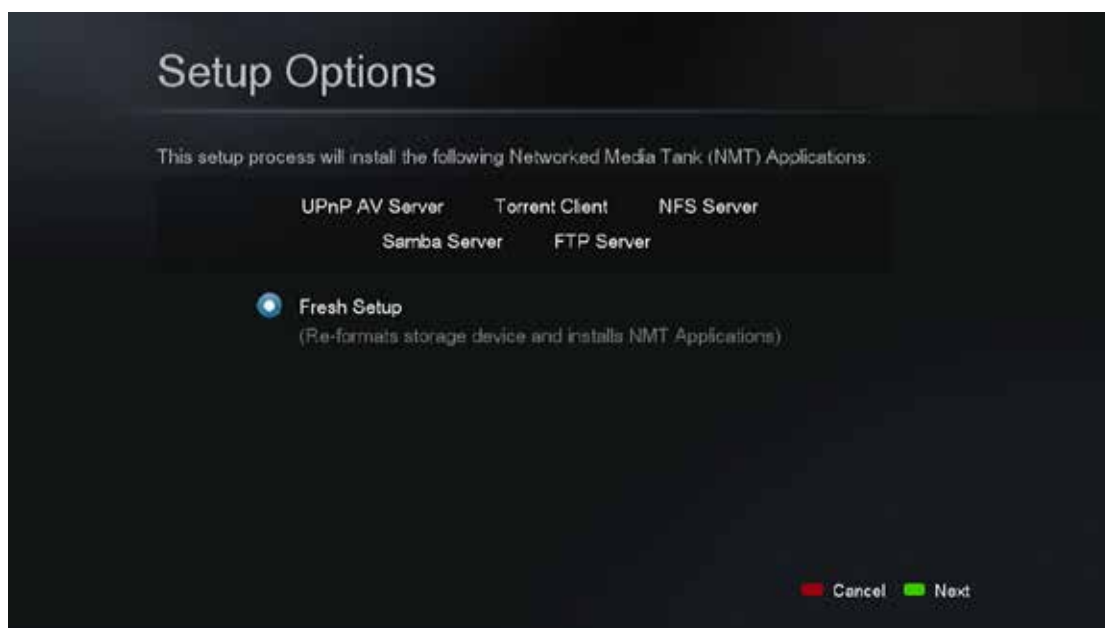 Setup Options
This setup process will install the following Networked Media Tank (NMT) Applications:
UPnP AV Server Torrent Client NFS Server
Samba Server FTP Server
Fresh Setup
(Re-formats storage device and installs NMT Applications)
Cancel Next